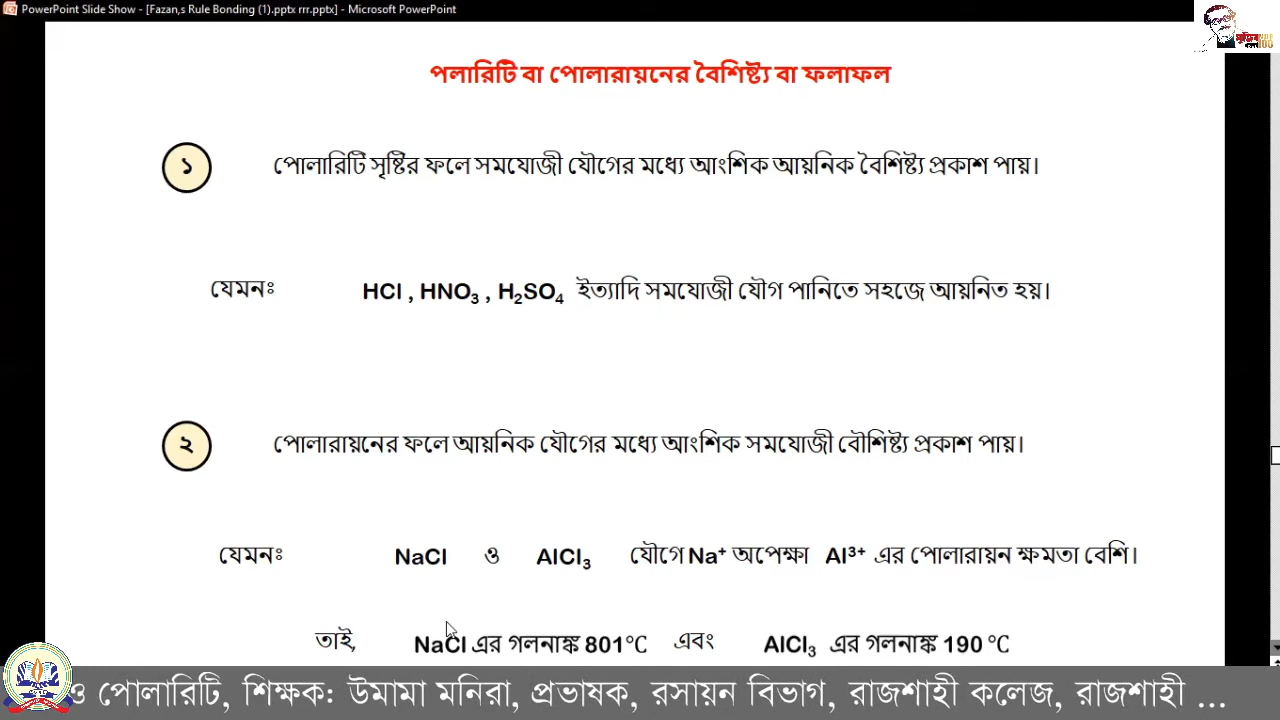 PowerPoint Slide Show - [Fazan,s Rule Bonding (1).pptx rrr.pptx] - Microsoft PowerPoint
পলারিটি বা পোলারায়নের বৈশিষ্ট্য বা ফলাফল
১ পোলারিটি সৃষ্টির ফলে সমযোজী যৌগের মধ্যে আংশিক আয়নিক বৈশিষ্ট্য প্রকাশ পায়।
যেমনঃ HCl , HNO₃ , H₂SO₄ ইত্যাদি সমযোজী যৌগ পানিতে সহজে আয়নিত হয়।
২ পোলারায়নের ফলে আয়নিক যৌগের মধ্যে আংশিক সমযোজী বৌশিষ্ট্য প্রকাশ পায়।
যেমনঃ NaCl ও AlCl₃ যৌগে Na⁺ অপেক্ষা Al³⁺ এর পোলারায়ন ক্ষমতা বেশি।
তাই, NaCl এর গলনাঙ্ক 801°C এবং AlCl₃ এর গলনাঙ্ক 190 °C
ও পোলারিটি, শিক্ষক: উমামা মনিরা, প্রভাষক, রসায়ন বিভাগ, রাজশাহী কলেজ, রাজশাহী ...